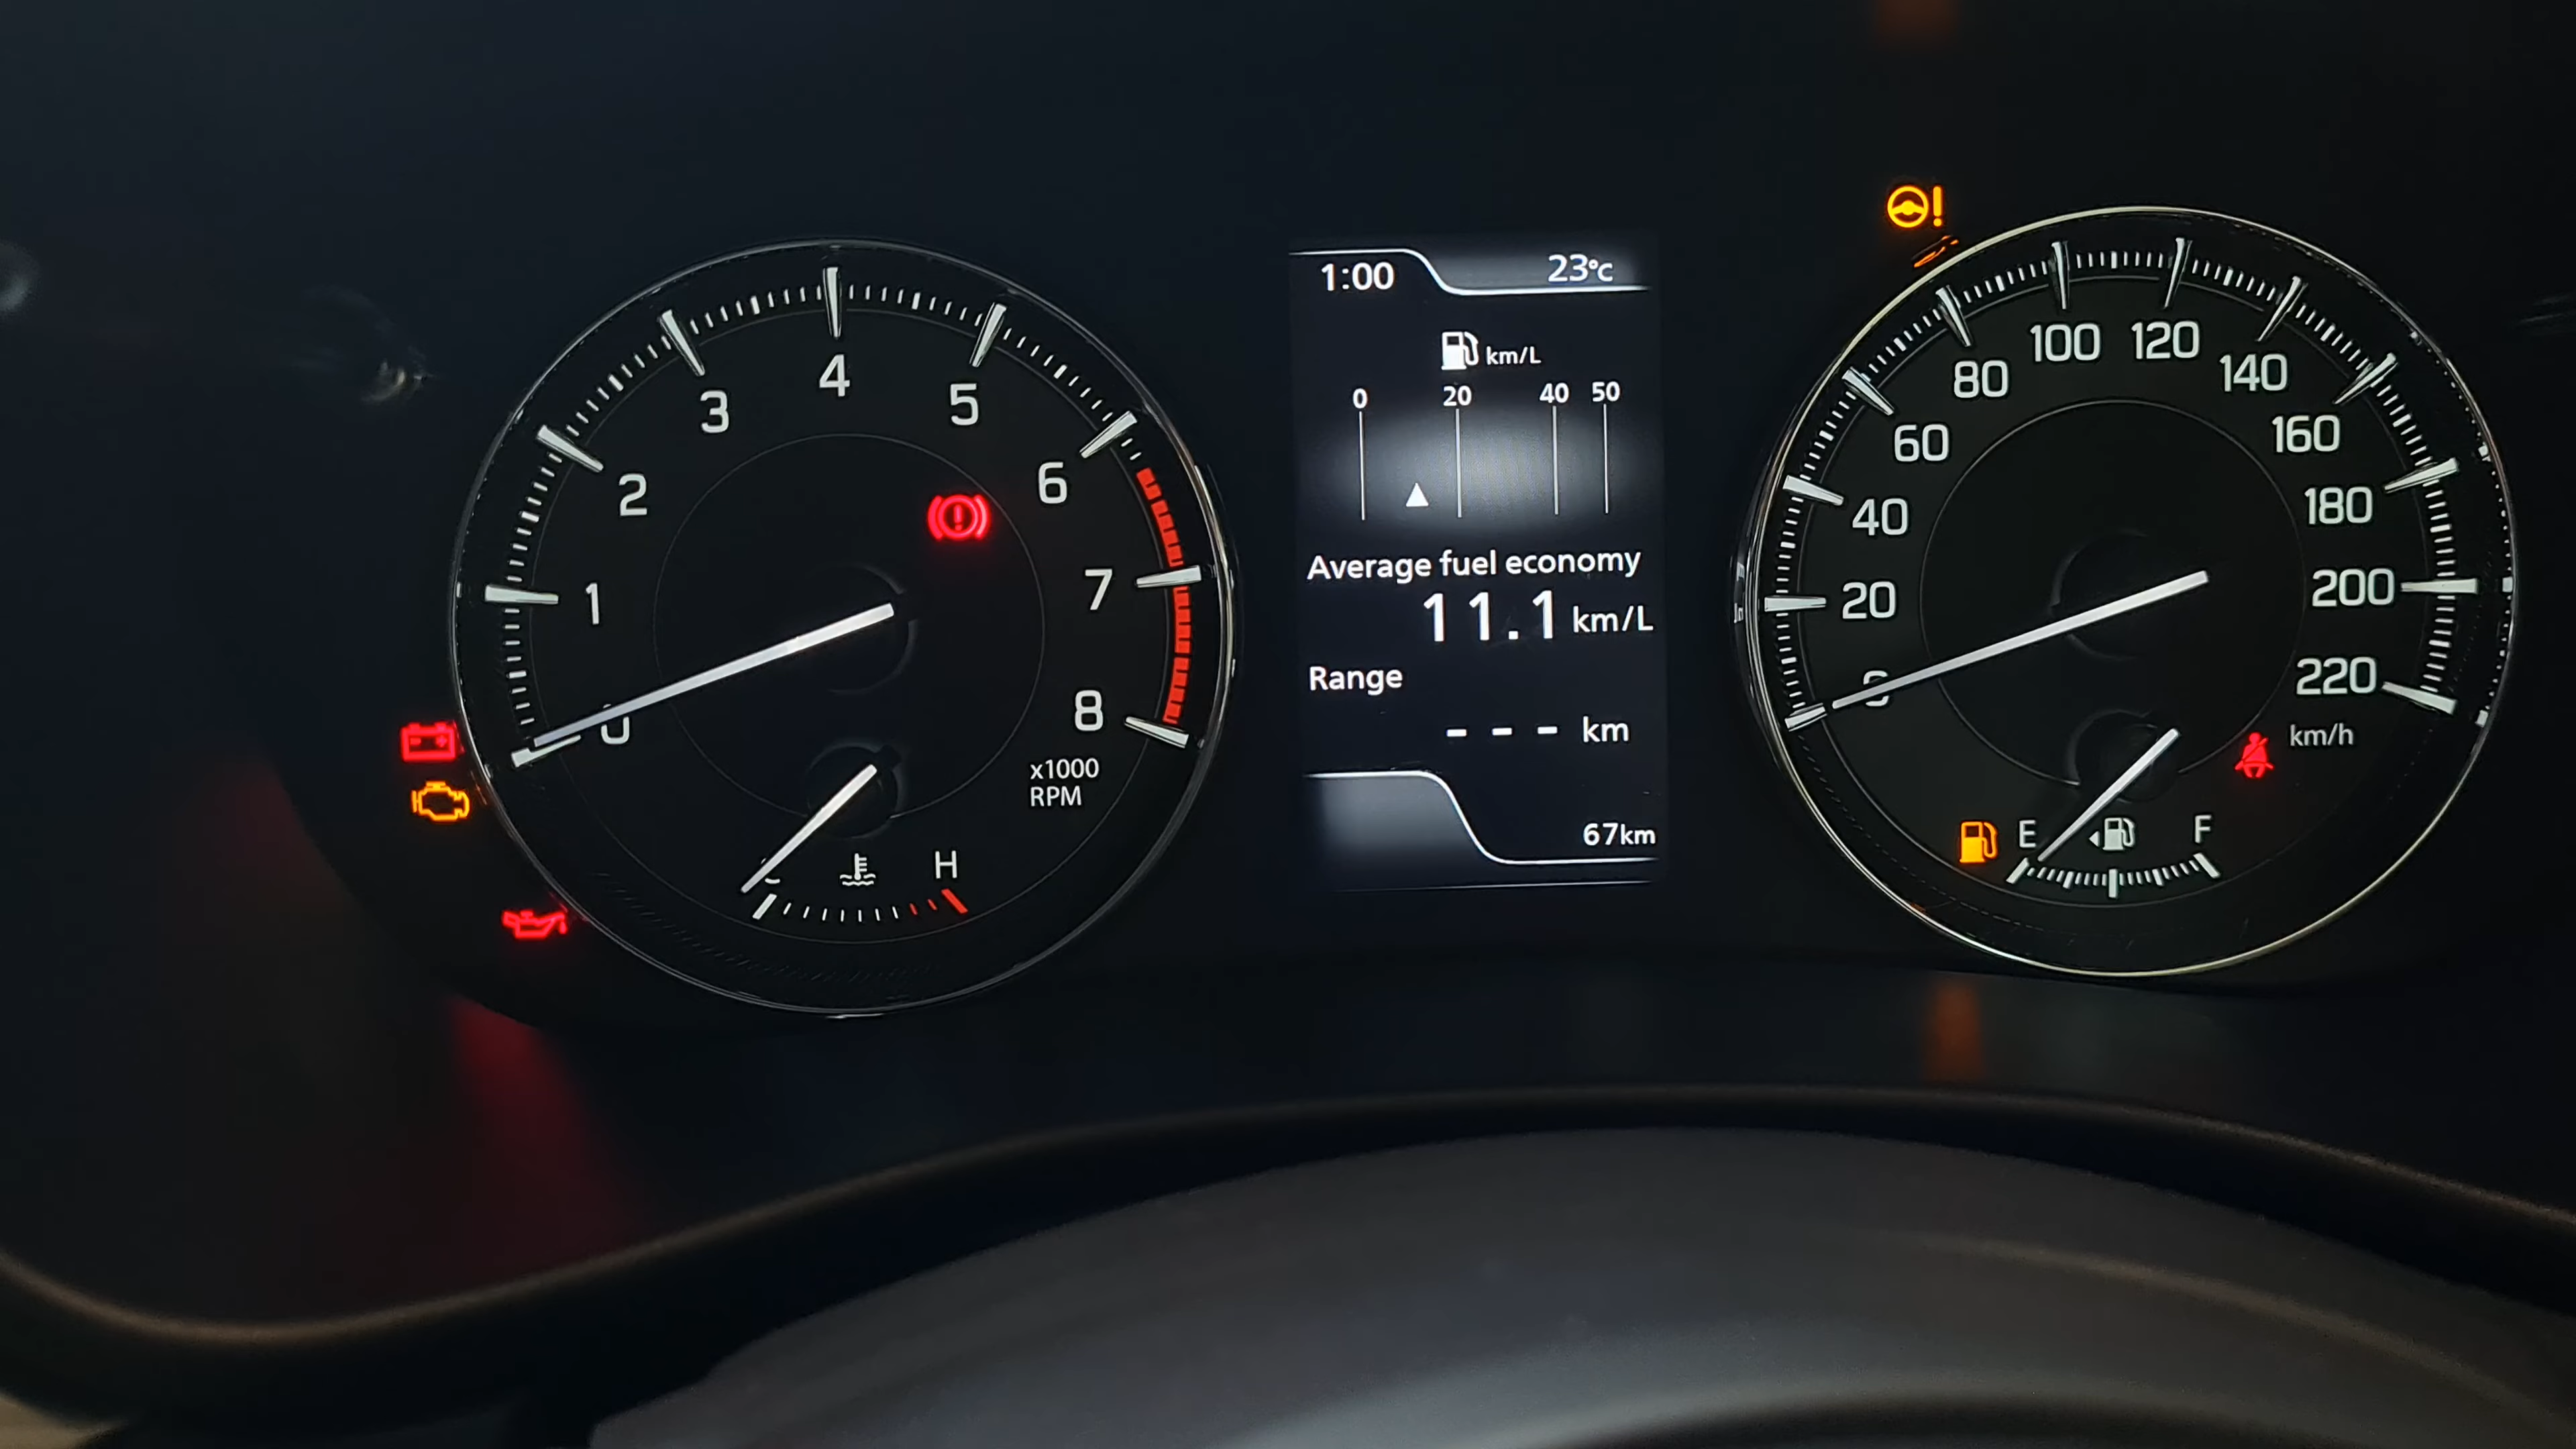 0
1
2
3
4
5
6
7
8
x1000
RPM
H
1:00
23°C
km/L
0 20 40 50
Average fuel economy
11.1 km/L
Range
--- km
67km
20
40
60
80
100
120
140
160
180
200
220
km/h
E
F